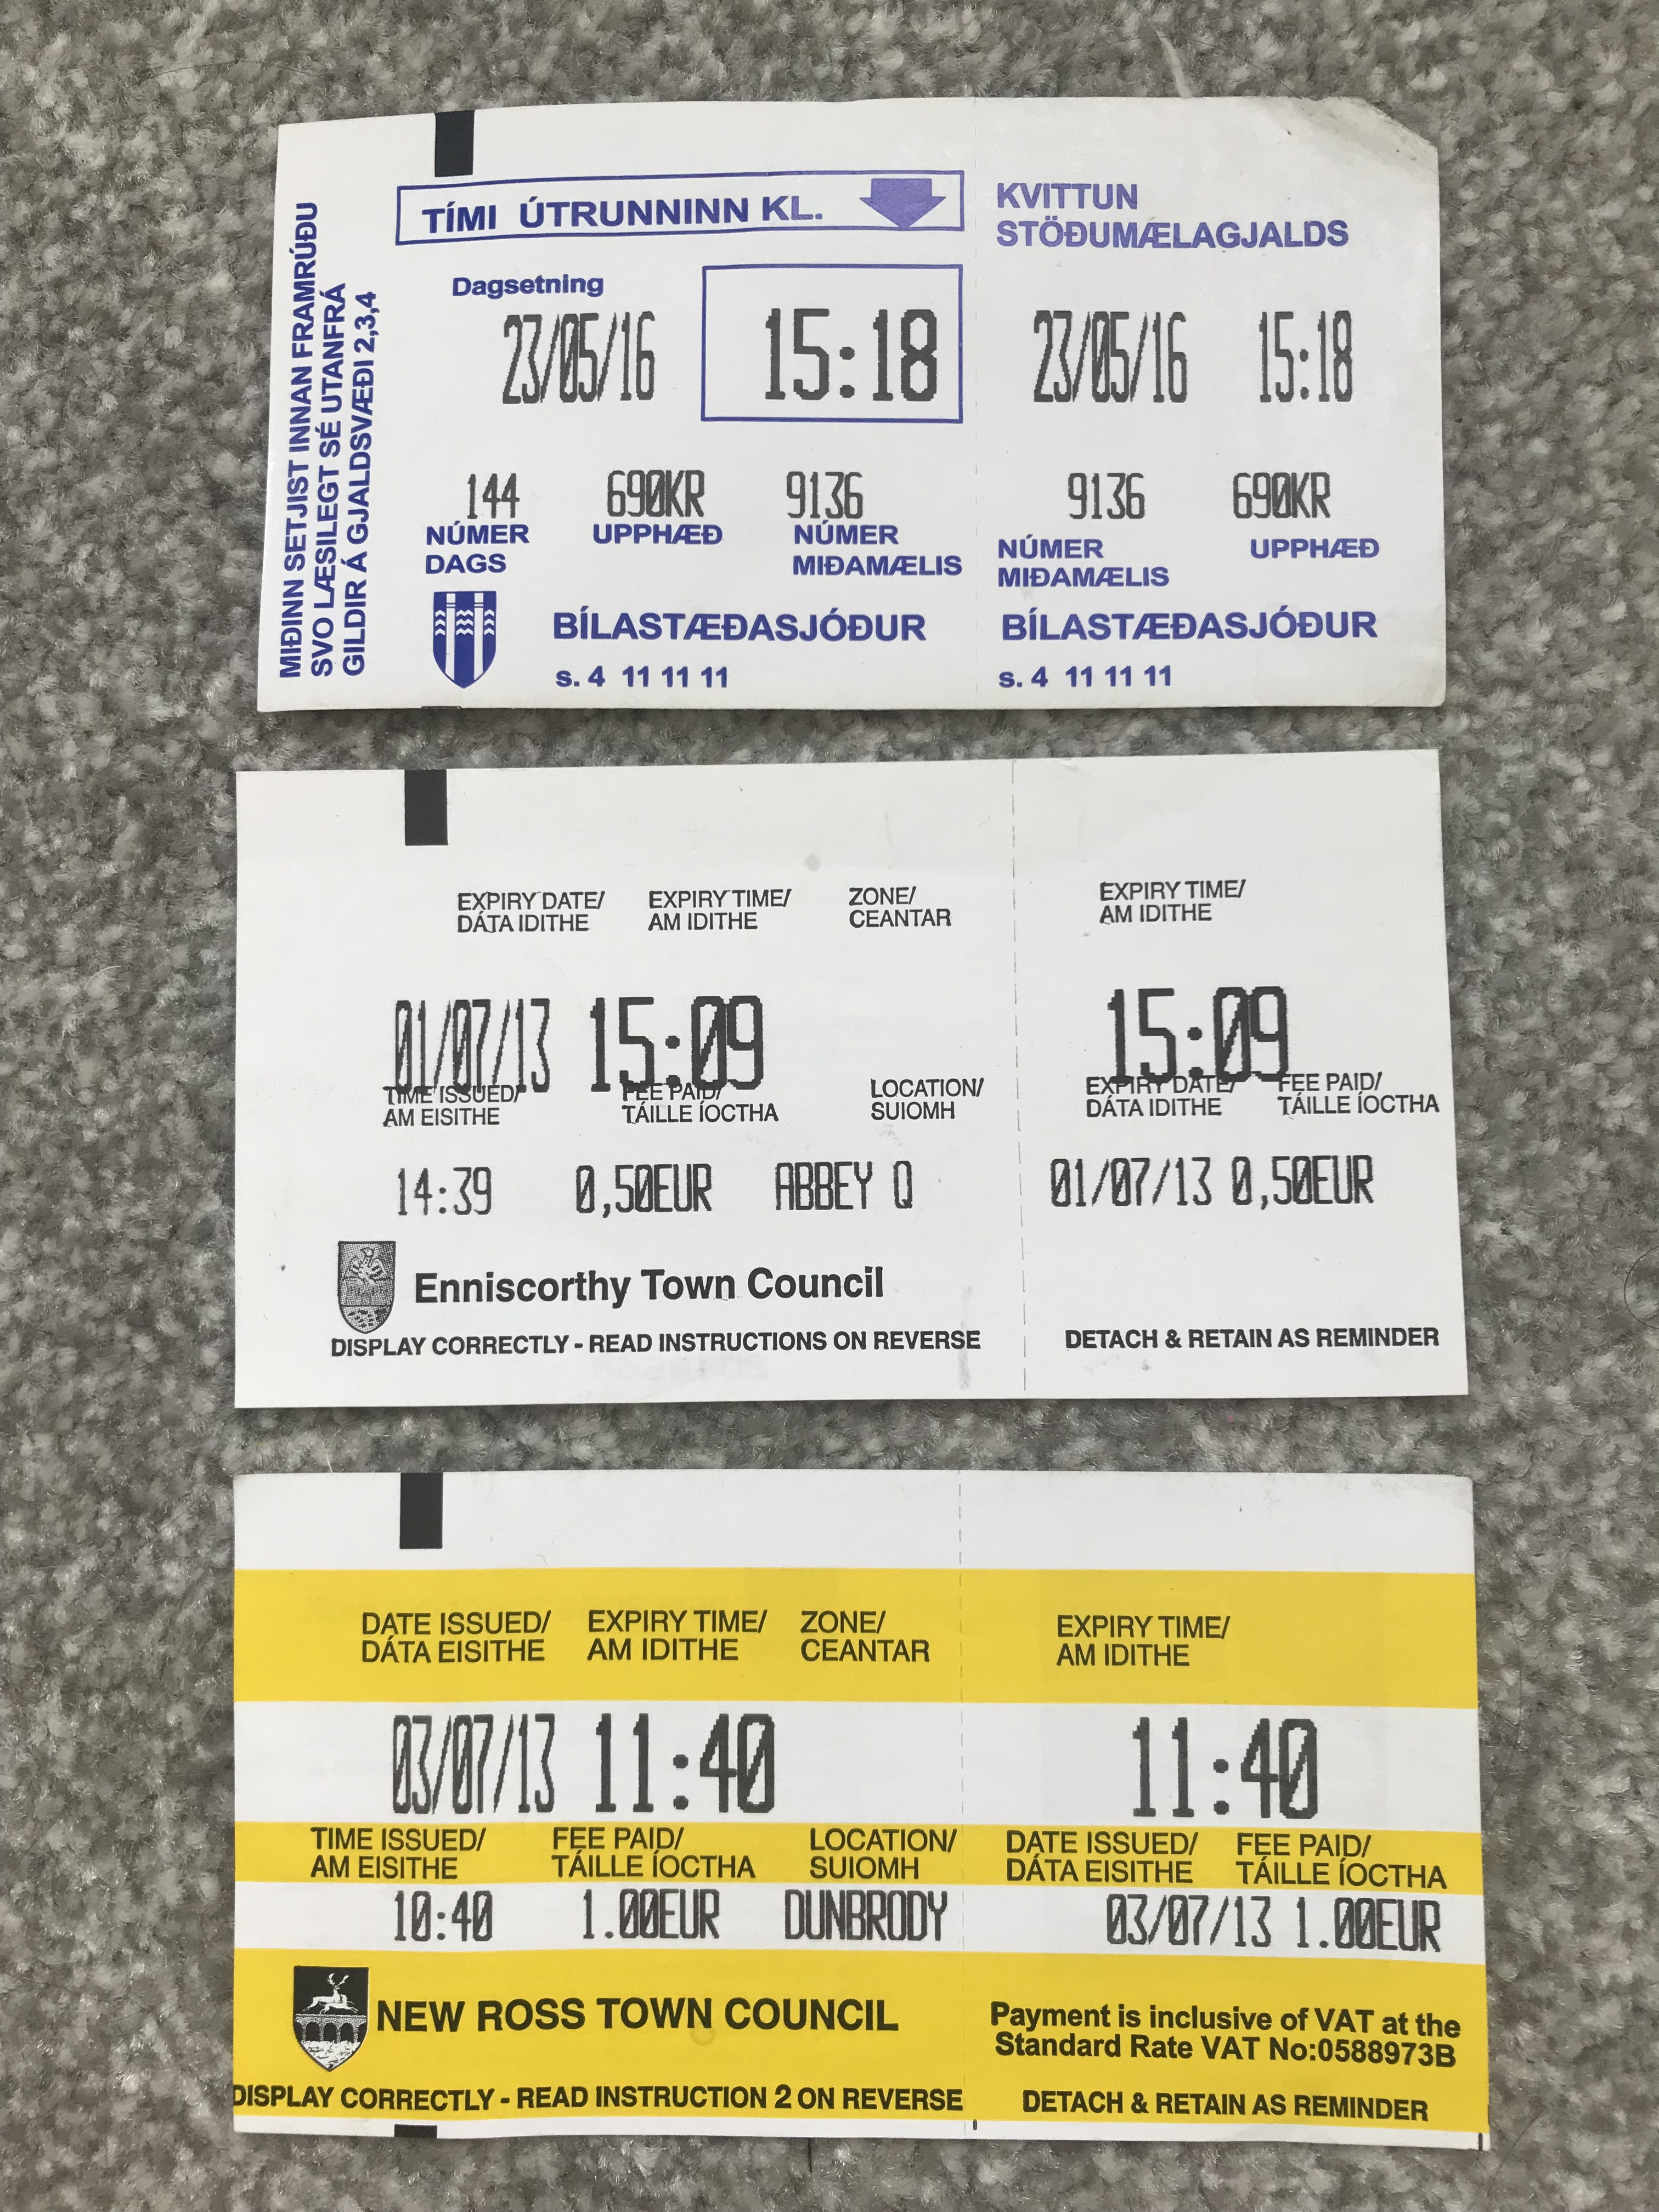 MIÐINN SETJIST INNAN FRAMRÚÐU
SVO LÆSILEGT SÉ UTANFRÁ
GILDIR Á GJALDSVÆÐI 2,3,4
TÍMI ÚTRUNNINN KL.
Dagsetning
23/05/16 15:18
144 690KR 9136
NÚMER DAGS UPPHÆÐ NÚMER MIÐAMÆLIS
BÍLASTÆÐASJÓÐUR
s. 4 11 11 11
KVITTUN
STÖÐUMÆLAGJALDS
23/05/16 15:18
9136 690KR
NÚMER MIÐAMÆLIS UPPHÆÐ
BÍLASTÆÐASJÓÐUR
s. 4 11 11 11
EXPIRY DATE/ EXPIRY TIME/ ZONE/
DÁTA IDITHE AM IDITHE CEANTAR
01/07/13 15:09
TIME ISSUED/ FEE PAID/ LOCATION/
AM EISITHE TÁILLE ÍOCTHA SUIOMH
14:39 0,50EUR ABBEY Q
Enniscorthy Town Council
DISPLAY CORRECTLY - READ INSTRUCTIONS ON REVERSE
EXPIRY TIME/
AM IDITHE
15:09
EXPIRY DATE/ FEE PAID/
DÁTA IDITHE TÁILLE ÍOCTHA
01/07/13 0,50EUR
DETACH & RETAIN AS REMINDER
DATE ISSUED/ EXPIRY TIME/ ZONE/
DÁTA EISITHE AM IDITHE CEANTAR
03/07/13 11:40
TIME ISSUED/ FEE PAID/ LOCATION/
AM EISITHE TÁILLE ÍOCTHA SUIOMH
10:40 1.00EUR DUNBRODY
NEW ROSS TOWN COUNCIL
DISPLAY CORRECTLY - READ INSTRUCTION 2 ON REVERSE
EXPIRY TIME/
AM IDITHE
11:40
DATE ISSUED/ FEE PAID/
DÁTA EISITHE TÁILLE ÍOCTHA
03/07/13 1.00EUR
Payment is inclusive of VAT at the
Standard Rate VAT No:0588973B
DETACH & RETAIN AS REMINDER